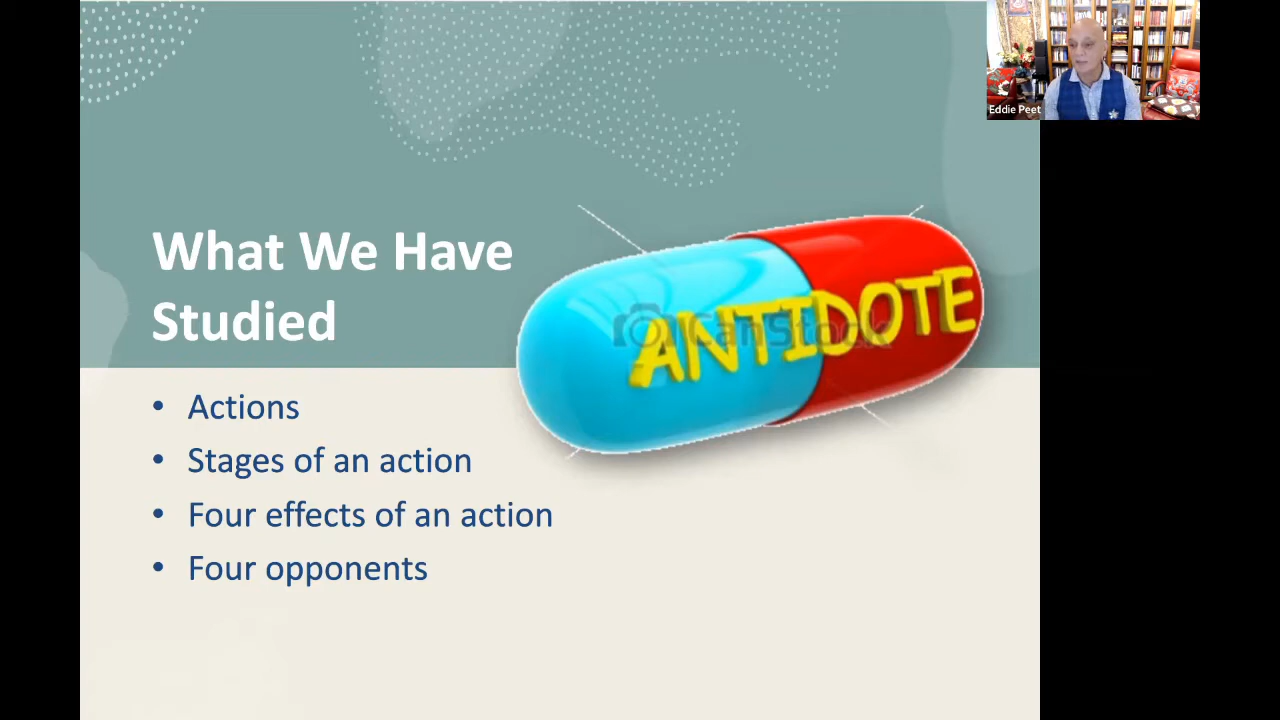 Eddie Peet
What We Have
Studied
ANTIDOTE
CanStock
• Actions
• Stages of an action
• Four effects of an action
• Four opponents